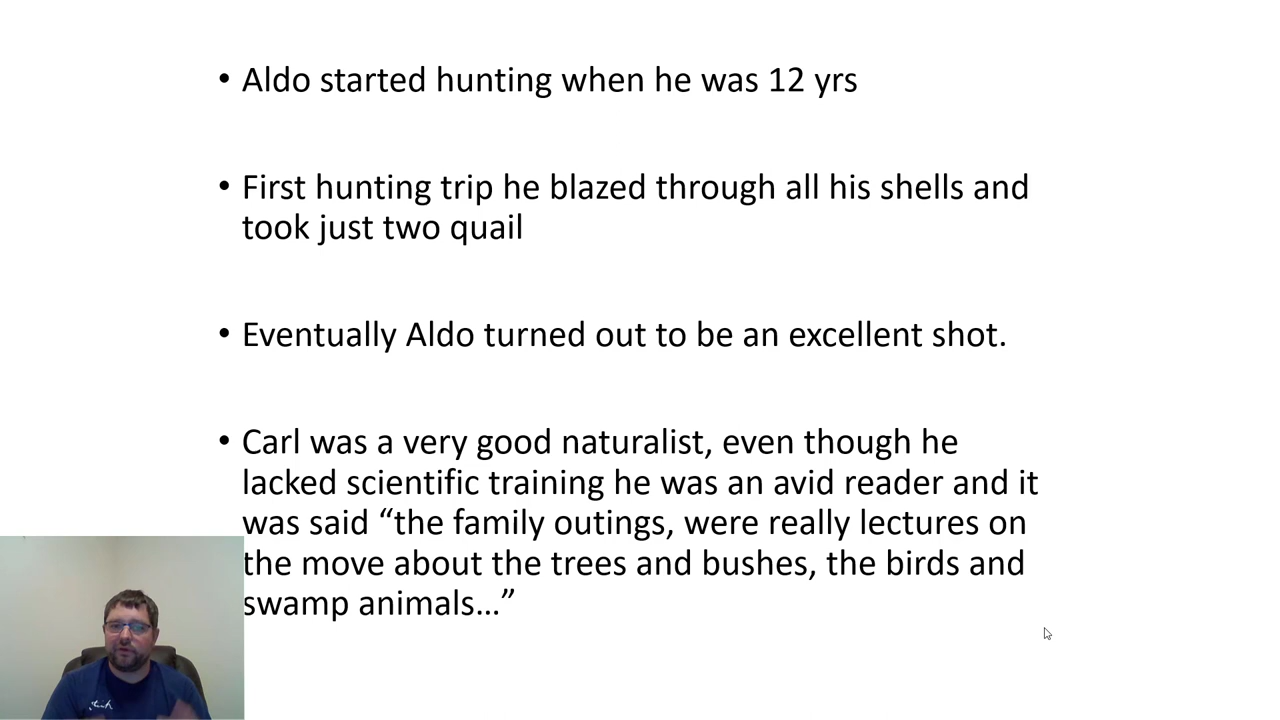 • Aldo started hunting when he was 12 yrs
• First hunting trip he blazed through all his shells and
took just two quail
• Eventually Aldo turned out to be an excellent shot.
• Carl was a very good naturalist, even though he
lacked scientific training he was an avid reader and it
was said “the family outings, were really lectures on
the move about the trees and bushes, the birds and
swamp animals…”